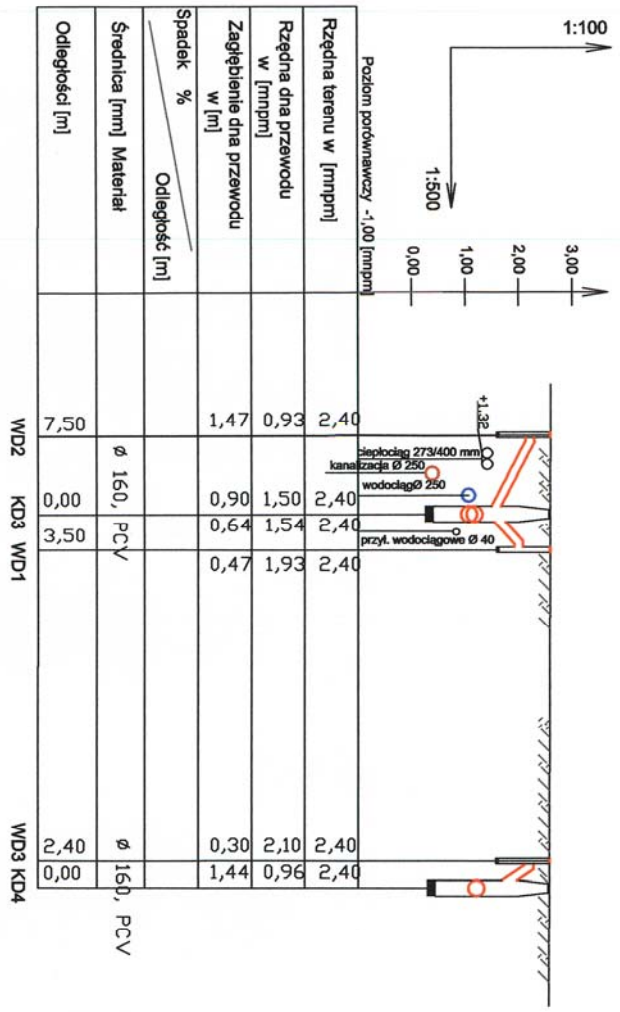 1:100
1:500
3,00
2,00
1,00
0,00
Poziom porównawczy -1,00 [mnpm]
+1.32
ciepłociąg 273/400 mm
kanalizacja Ø 250
wodociągØ 250
przył. wodociągowe Ø 40
Rzędna terenu w [mnpm]
2,40
2,40
2,40
2,40
2,40
2,40
Rzędna dna przewodu
w [mnpm]
0,93
1,50
1,54
1,93
2,10
0,96
Zagłębienie dna przewodu
w [m]
1,47
0,90
0,64
0,47
0,30
1,44
Spadek %
Odległość [m]
Średnica [mm] Materiał
ø 160, PCV
ø 160, PCV
Odległości [m]
7,50
0,00
3,50
2,40
0,00
WD2
KD3
WD1
WD3
KD4